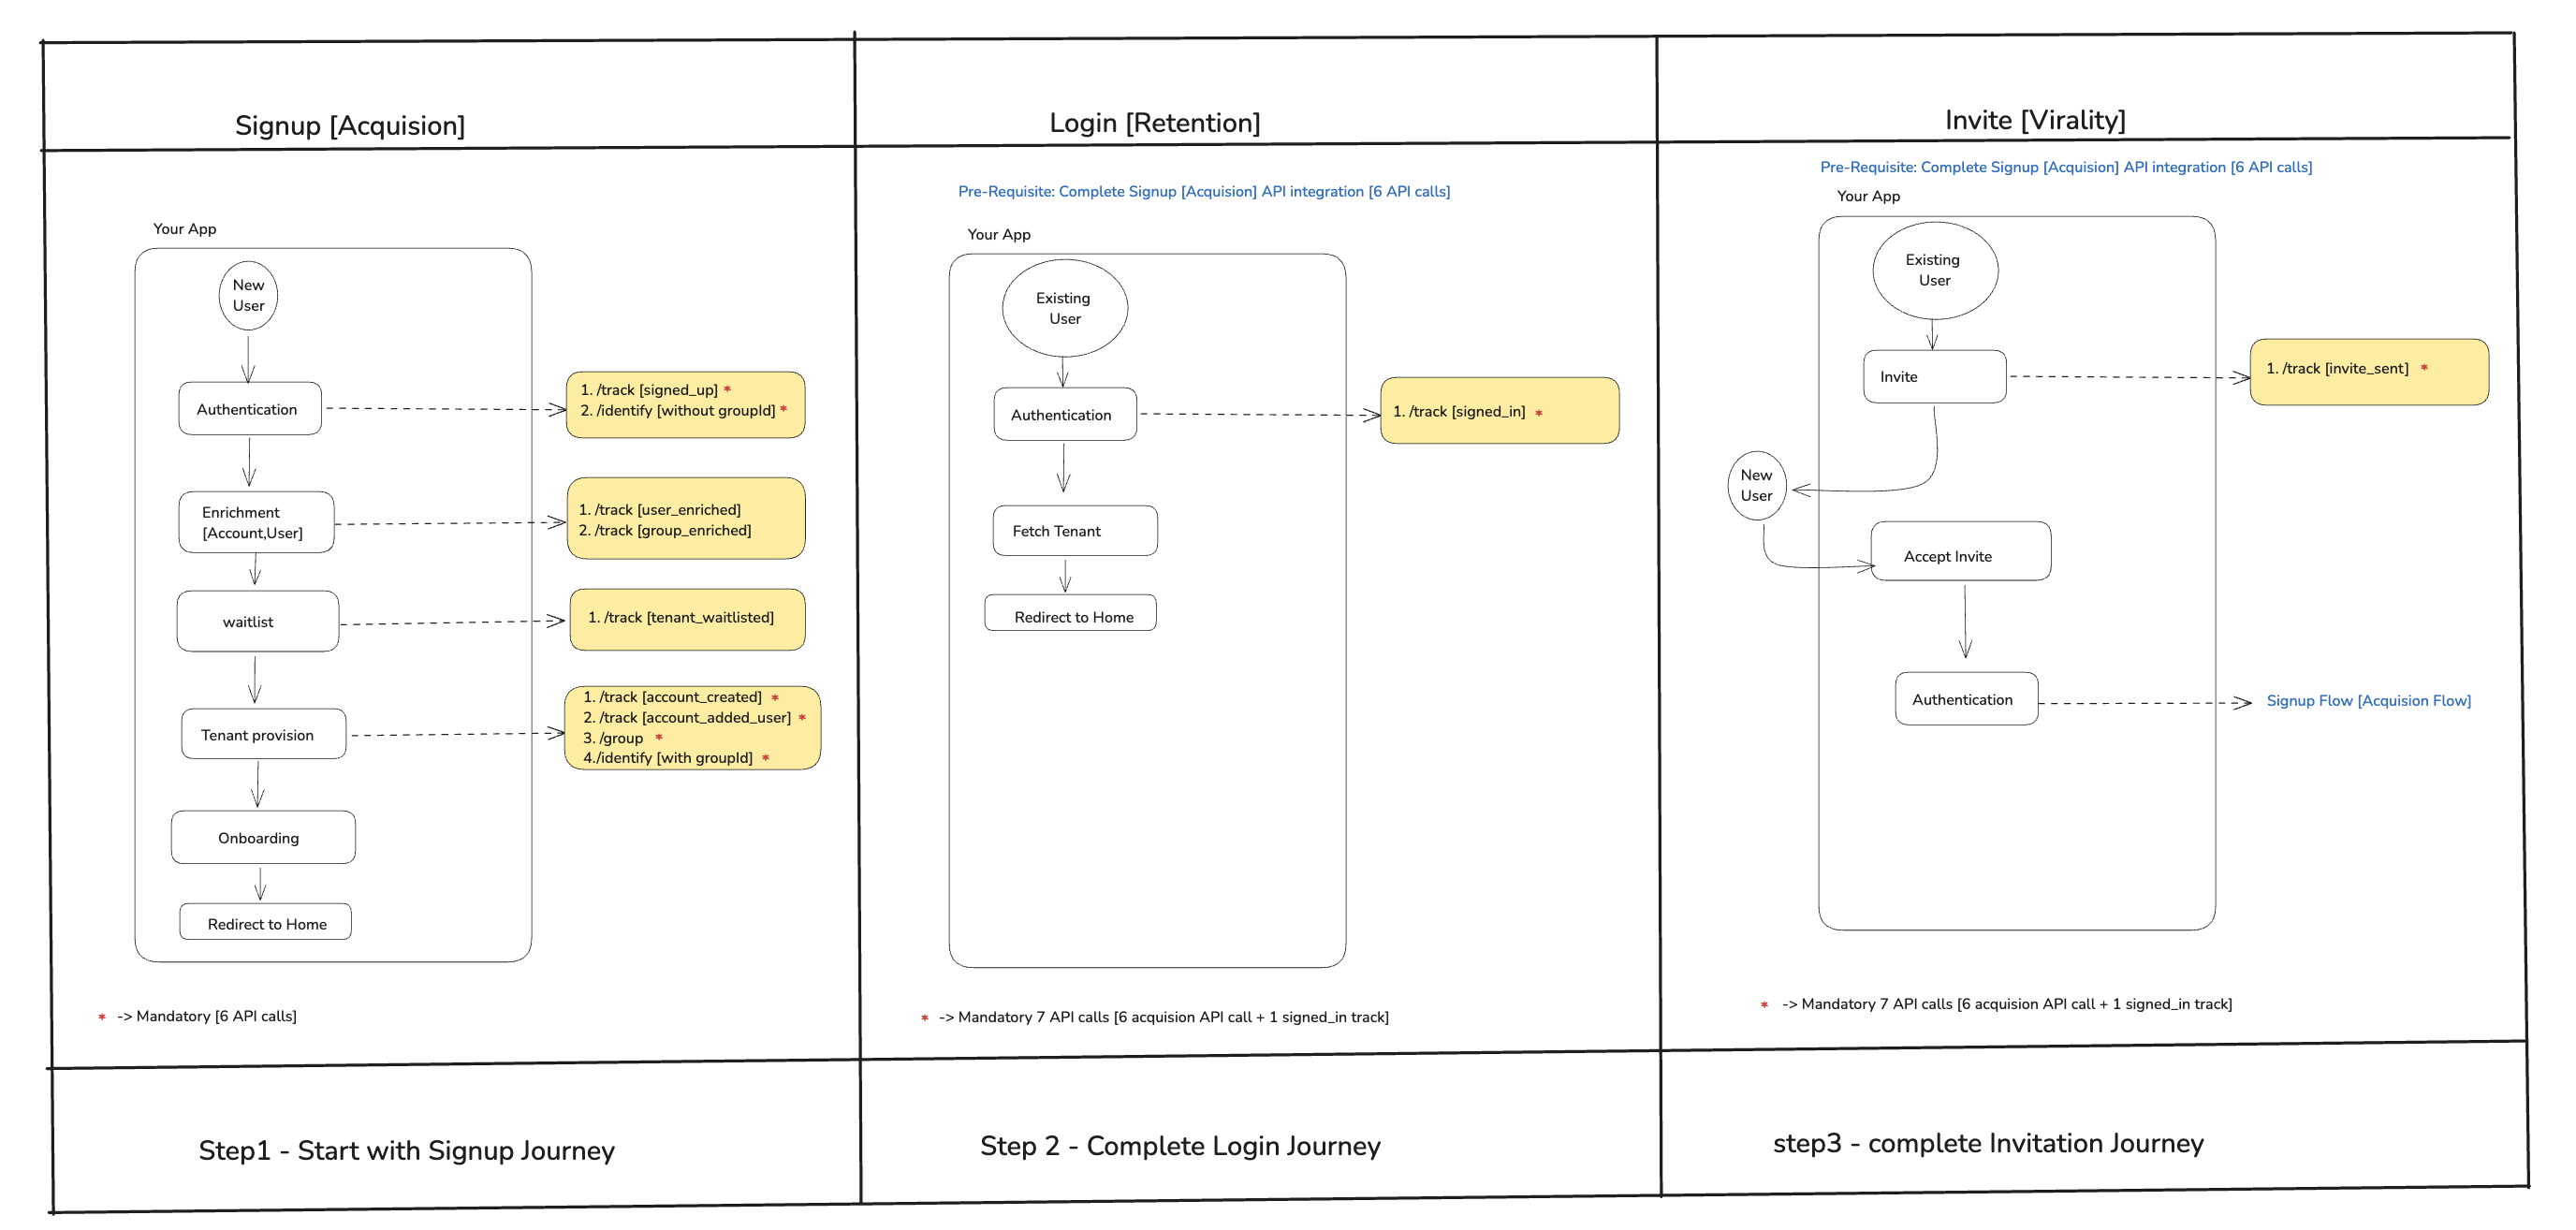 Signup [Acquision]
Your App
New
User
Authentication
1. /track [signed_up] *
2. /identify [without groupId] *
Enrichment
[Account,User]
1. /track [user_enriched]
2. /track [group_enriched]
waitlist
1. /track [tenant_waitlisted]
Tenant provision
1. /track [account_created] *
2. /track [account_added_user] *
3. /group *
4./identify [with groupId] *
Onboarding
Redirect to Home
* -> Mandatory [6 API calls]
Step1 - Start with Signup Journey
Login [Retention]
Pre-Requisite: Complete Signup [Acquision] API integration [6 API calls]
Your App
Existing
User
Authentication
1. /track [signed_in] *
Fetch Tenant
Redirect to Home
* -> Mandatory 7 API calls [6 acquision API call + 1 signed_in track]
Step 2 - Complete Login Journey
Invite [Virality]
Pre-Requisite: Complete Signup [Acquision] API integration [6 API calls]
Your App
Existing
User
Invite
1. /track [invite_sent] *
New
User
Accept Invite
Authentication
Signup Flow [Acquision Flow]
* -> Mandatory 7 API calls [6 acquision API call + 1 signed_in track]
step3 - complete Invitation Journey